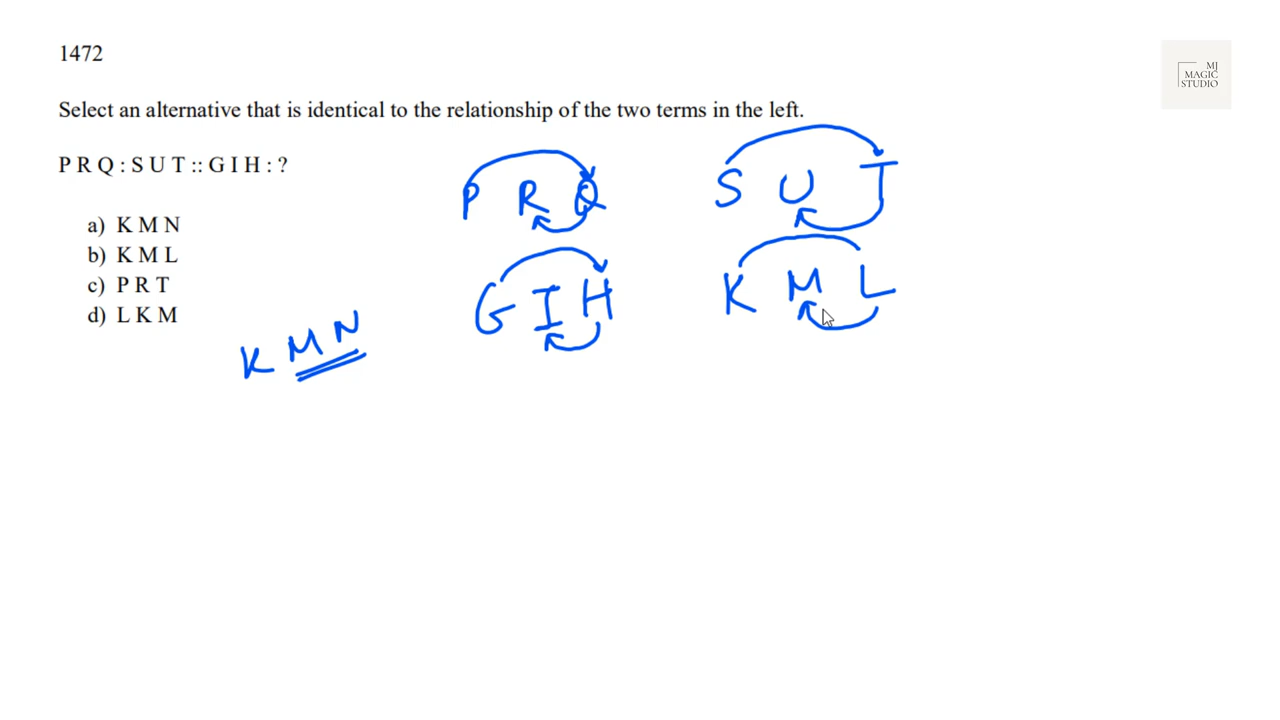 1472
MJ
MAGIC
STUDIO
Select an alternative that is identical to the relationship of the two terms in the left.
P R Q : S U T :: G I H : ?
P R Q
S U T
a) K M N
b) K M L
c) P R T
d) L K M
G I H
K M L
K M N